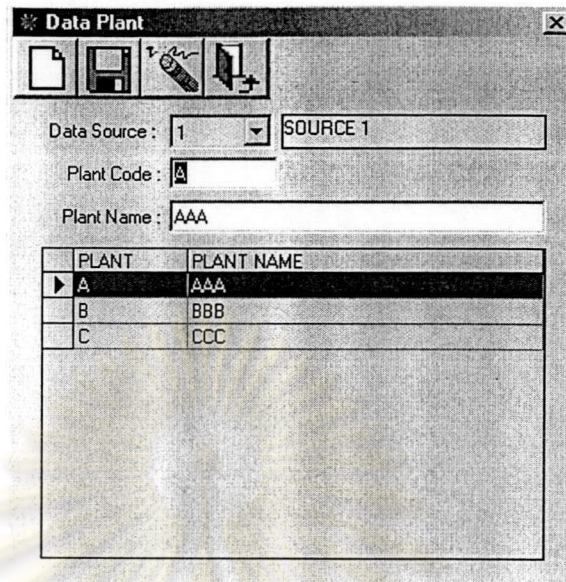 Data Plant
Data Source : 1 SOURCE 1
Plant Code : A
Plant Name : AAA
PLANT PLANT NAME
A AAA
B BBB
C CCC